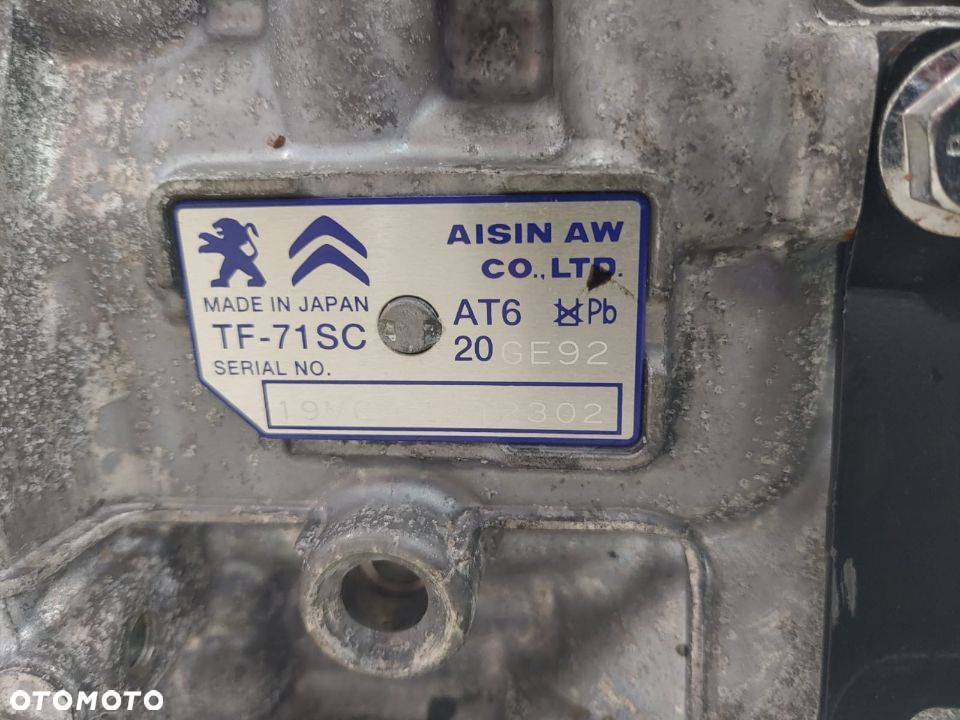 AISIN AW
CO.,LTD.
MADE IN JAPAN
AT6 Pb
TF-71SC
20GE92
SERIAL NO.
OTOMOTO